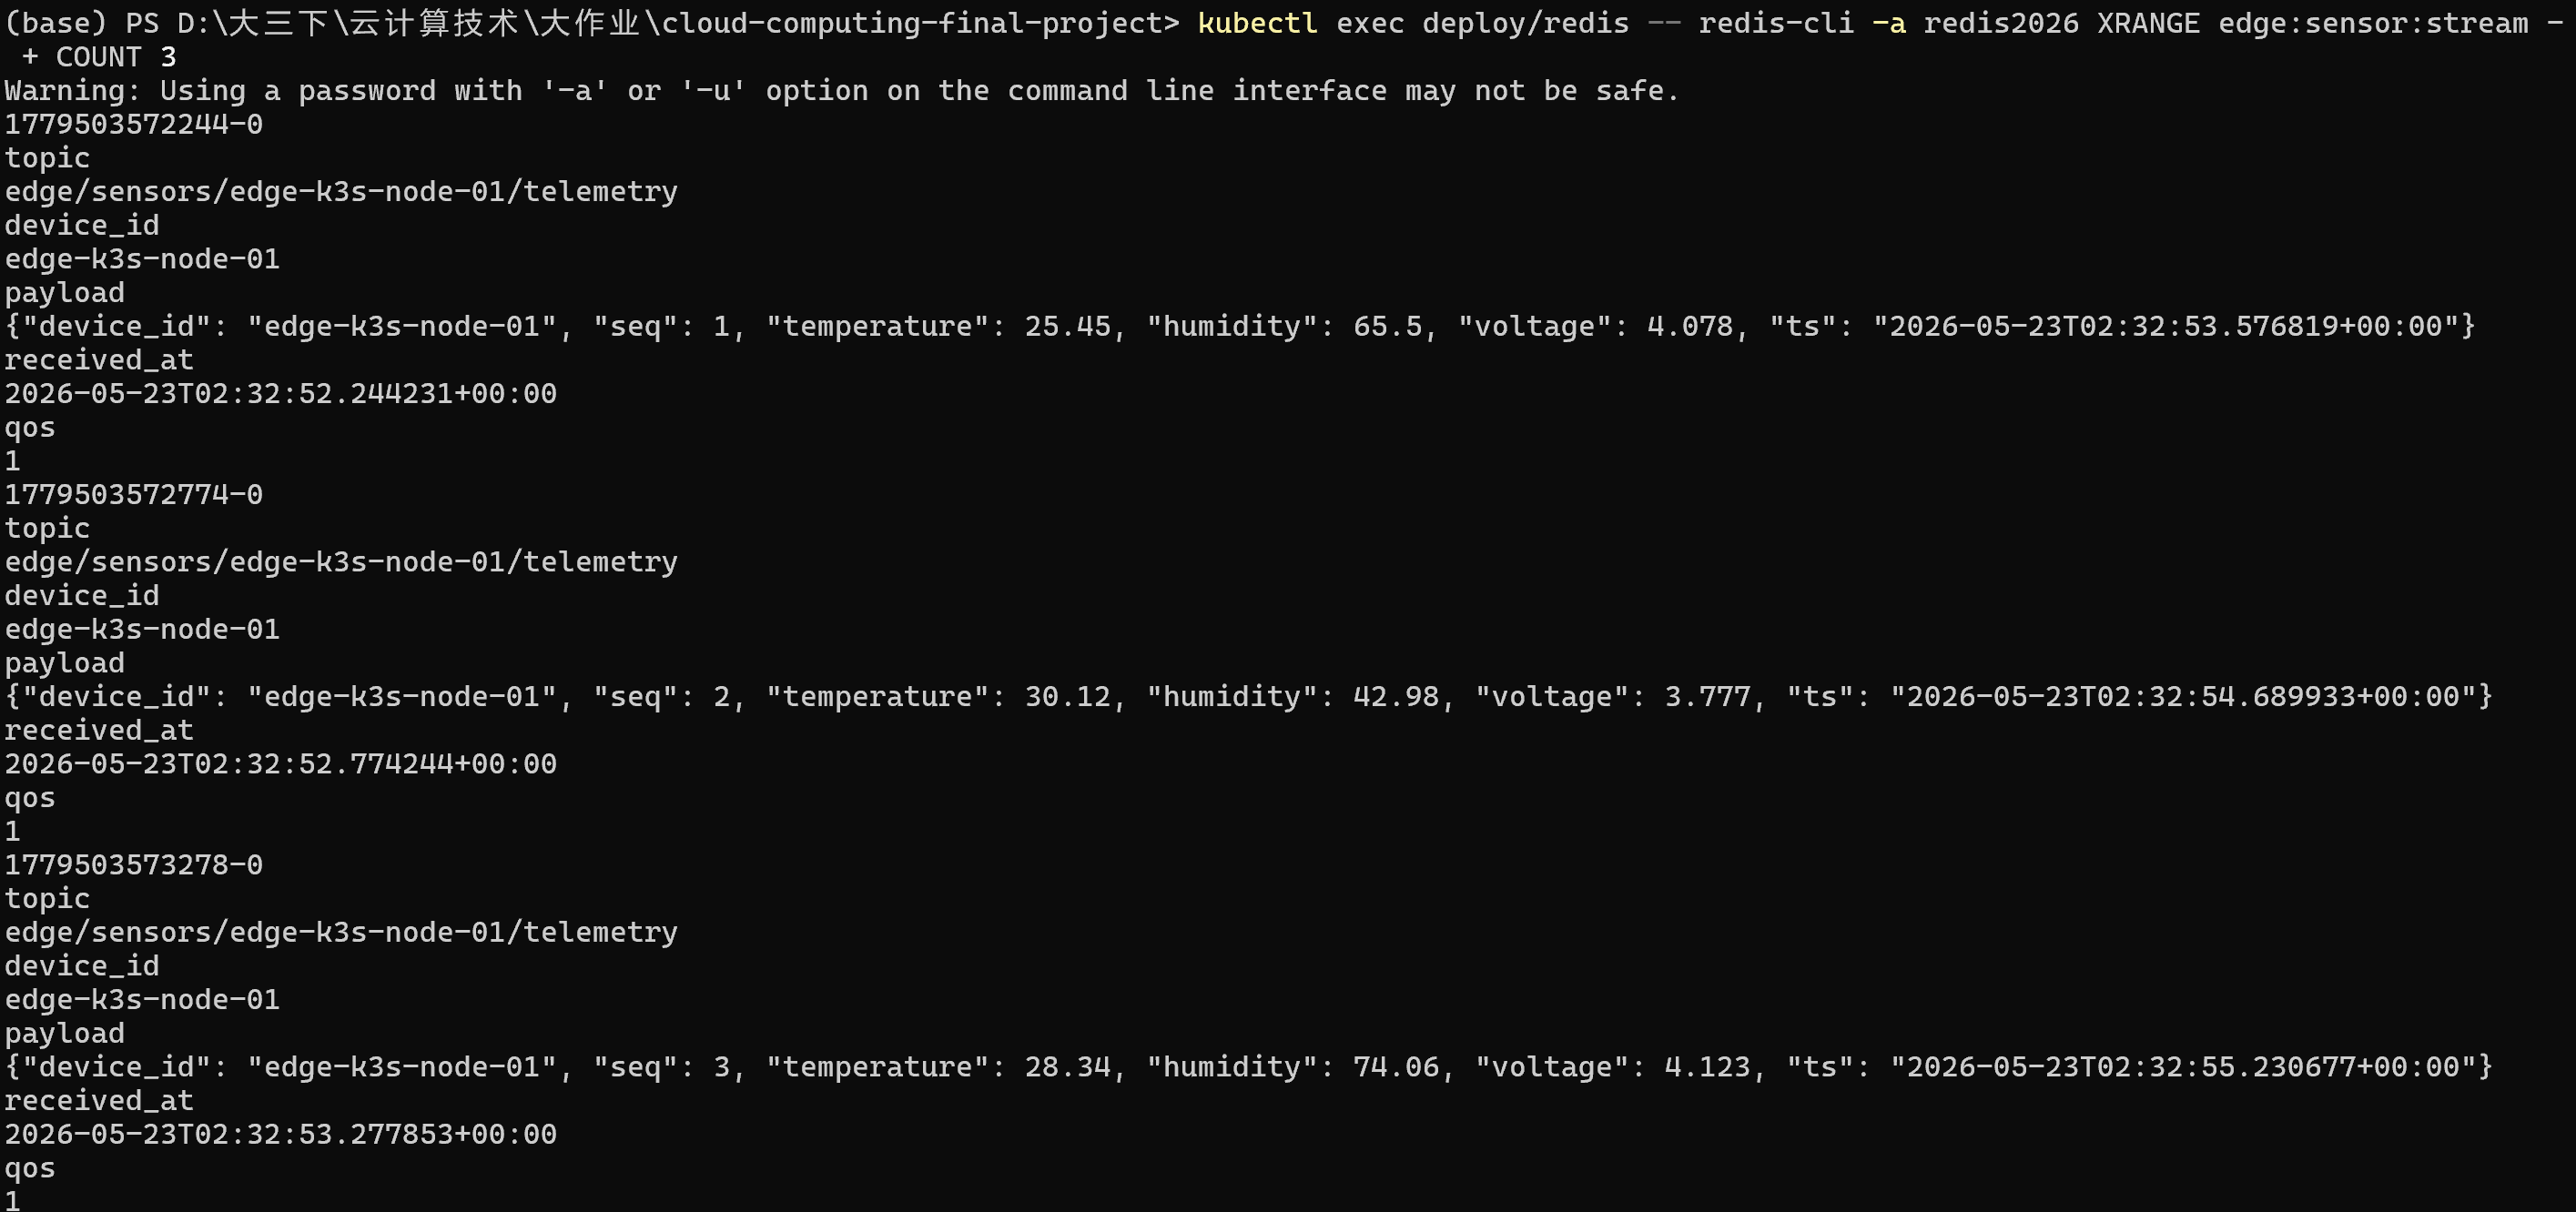 (base) PS D:\大三下\云计算技术\大作业\cloud-computing-final-project> kubectl exec deploy/redis -- redis-cli -a redis2026 XRANGE edge:sensor:stream -
 + COUNT 3
Warning: Using a password with '-a' or '-u' option on the command line interface may not be safe.
1779503572244-0
topic
edge/sensors/edge-k3s-node-01/telemetry
device_id
edge-k3s-node-01
payload
{"device_id": "edge-k3s-node-01", "seq": 1, "temperature": 25.45, "humidity": 65.5, "voltage": 4.078, "ts": "2026-05-23T02:32:53.576819+00:00"}
received_at
2026-05-23T02:32:52.244231+00:00
qos
1
1779503572774-0
topic
edge/sensors/edge-k3s-node-01/telemetry
device_id
edge-k3s-node-01
payload
{"device_id": "edge-k3s-node-01", "seq": 2, "temperature": 30.12, "humidity": 42.98, "voltage": 3.777, "ts": "2026-05-23T02:32:54.689933+00:00"}
received_at
2026-05-23T02:32:52.774244+00:00
qos
1
1779503573278-0
topic
edge/sensors/edge-k3s-node-01/telemetry
device_id
edge-k3s-node-01
payload
{"device_id": "edge-k3s-node-01", "seq": 3, "temperature": 28.34, "humidity": 74.06, "voltage": 4.123, "ts": "2026-05-23T02:32:55.230677+00:00"}
received_at
2026-05-23T02:32:53.277853+00:00
qos
1